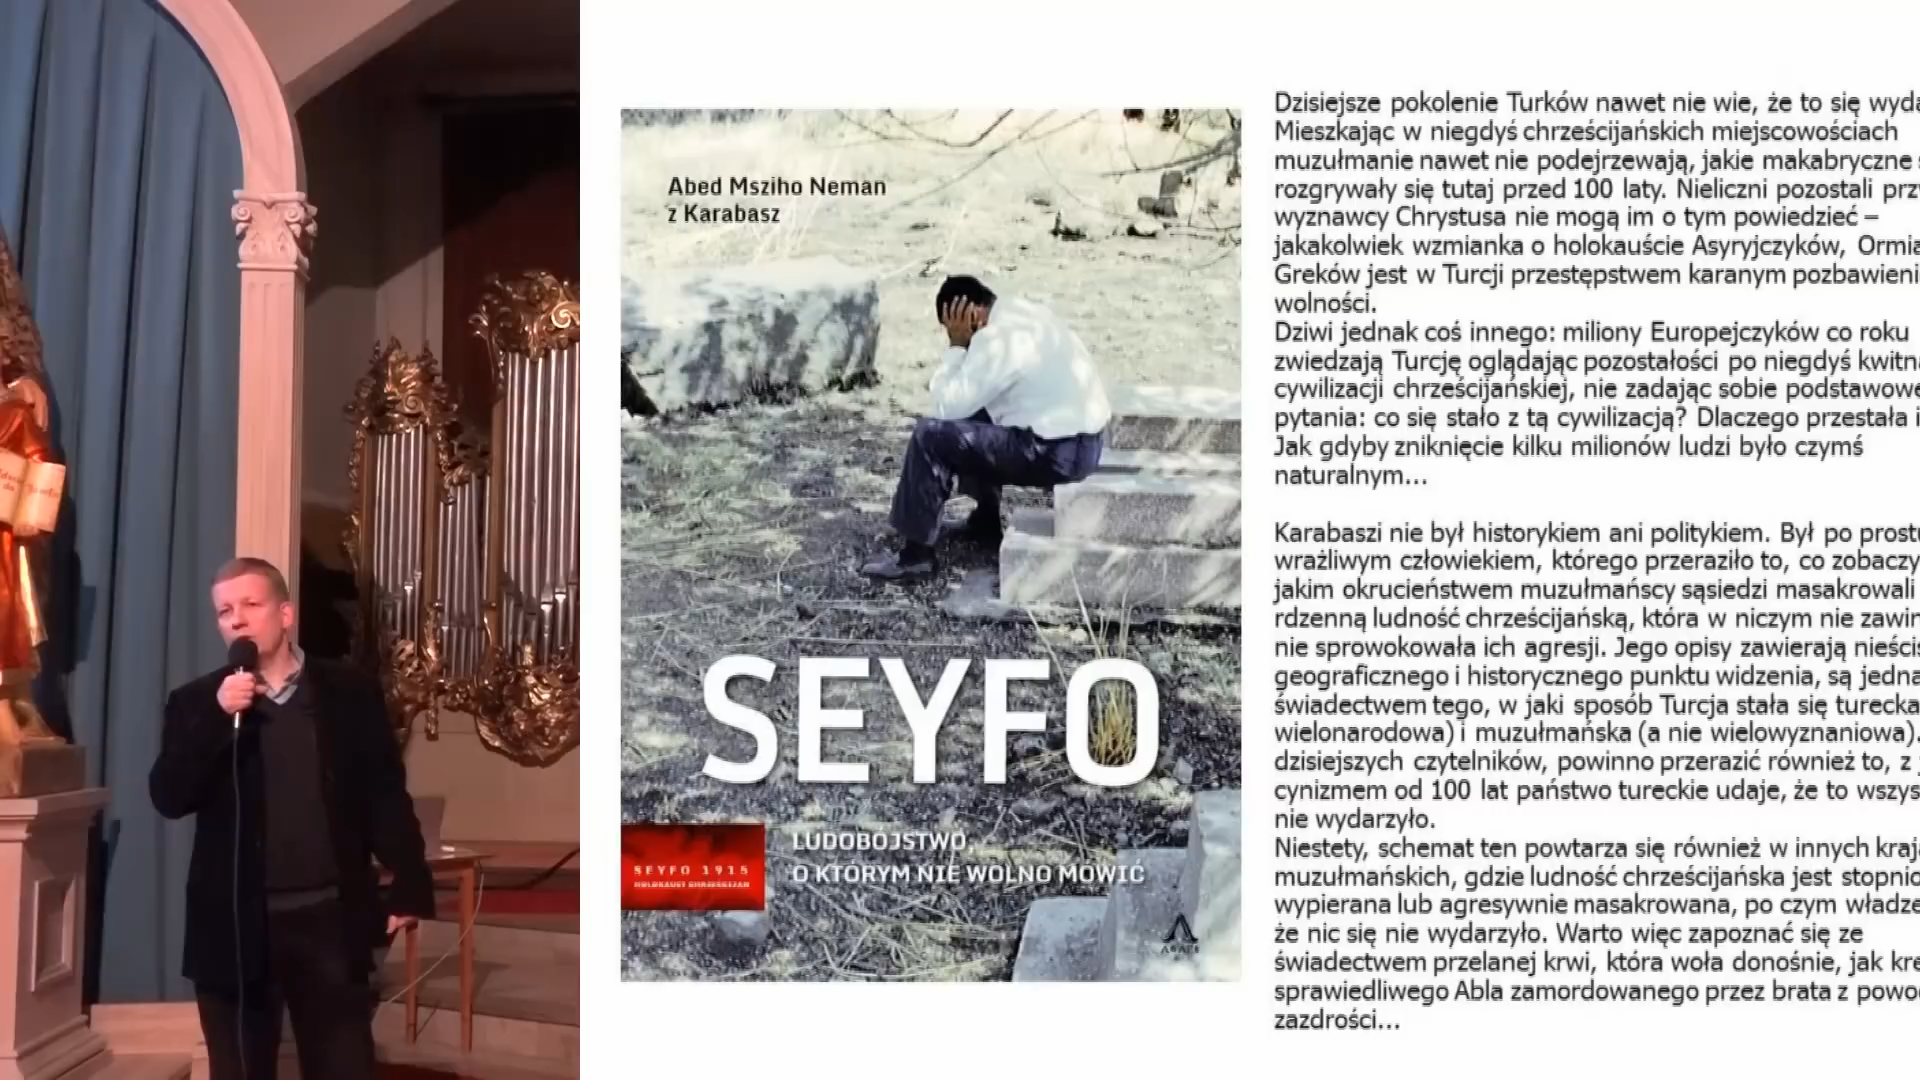 Abed Msziho Neman
z Karabasz
SEYFO
SEYFO 1915
HOLOKAUST CHRZEŚCIJAN
LUDOBÓJSTWO,
O KTÓRYM NIE WOLNO MÓWIĆ
Dzisiejsze pokolenie Turków nawet nie wie, że to się wyda
Mieszkając w niegdyś chrześcijańskich miejscowościach
muzułmanie nawet nie podejrzewają, jakie makabryczne s
rozgrywały się tutaj przed 100 laty. Nieliczni pozostali przy
wyznawcy Chrystusa nie mogą im o tym powiedzieć –
jakakolwiek wzmianka o holokauście Asyryjczyków, Ormia
Greków jest w Turcji przestępstwem karanym pozbawieni
wolności.
Dziwi jednak coś innego: miliony Europejczyków co roku
zwiedzają Turcję oglądając pozostałości po niegdyś kwitną
cywilizacji chrześcijańskiej, nie zadając sobie podstawowe
pytania: co się stało z tą cywilizacją? Dlaczego przestała i
Jak gdyby zniknięcie kilku milionów ludzi było czymś
naturalnym...
Karabaszi nie był historykiem ani politykiem. Był po prostu
wrażliwym człowiekiem, którego przeraziło to, co zobaczy
jakim okrucieństwem muzułmańscy sąsiedzi masakrowali
rdzenną ludność chrześcijańską, która w niczym nie zawin
nie sprowokowała ich agresji. Jego opisy zawierają nieścis
geograficznego i historycznego punktu widzenia, są jedna
świadectwem tego, w jaki sposób Turcja stała się turecka
wielonarodowa) i muzułmańska (a nie wielowyznaniowa).
dzisiejszych czytelników, powinno przerazić również to, z j
cynizmem od 100 lat państwo tureckie udaje, że to wszys
nie wydarzyło.
Niestety, schemat ten powtarza się również w innych kraja
muzułmańskich, gdzie ludność chrześcijańska jest stopnio
wypierana lub agresywnie masakrowana, po czym władze
że nic się nie wydarzyło. Warto więc zapoznać się ze
świadectwem przelanej krwi, która woła donośnie, jak kre
sprawiedliwego Abla zamordowanego przez brata z powo
zazdrości...